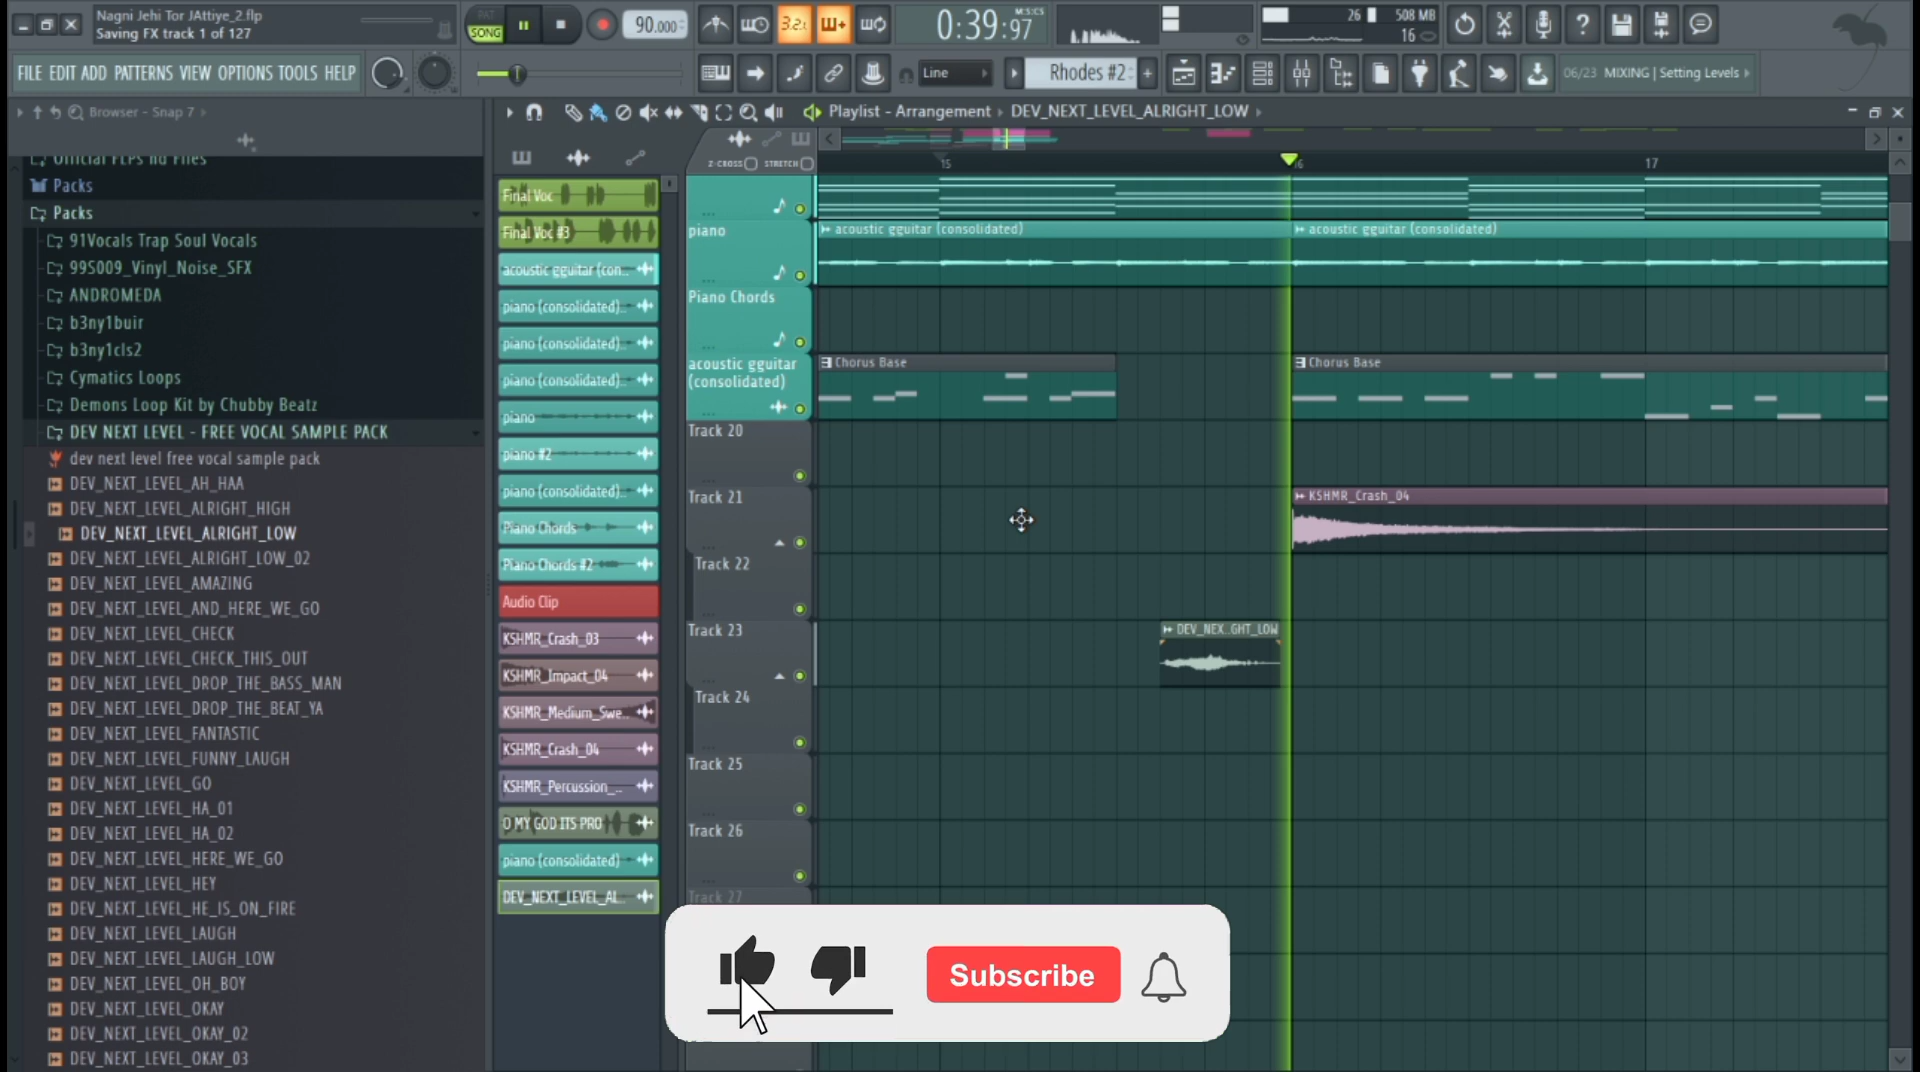 Nagni Jehi Tor JAttiye_2.flp
Saving FX track 1 of 127
PAT
SONG
90.000
3.2.1
0:39:97
M:S:CS
26
508 MB
16
FILE EDIT ADD PATTERNS VIEW OPTIONS TOOLS HELP
Line
Rhodes #2
06/23 MIXING | Setting Levels
Browser - Snap 7
Playlist - Arrangement
DEV_NEXT_LEVEL_ALRIGHT_LOW
Z-CROSS
STRETCH
15
16
17
Packs
Packs
91Vocals Trap Soul Vocals
99S009_Vinyl_Noise_SFX
ANDROMEDA
b3ny1buir
b3ny1cls2
Cymatics Loops
Demons Loop Kit by Chubby Beatz
DEV NEXT LEVEL - FREE VOCAL SAMPLE PACK
dev next level free vocal sample pack
DEV_NEXT_LEVEL_AH_HAA
DEV_NEXT_LEVEL_ALRIGHT_HIGH
DEV_NEXT_LEVEL_ALRIGHT_LOW
DEV_NEXT_LEVEL_ALRIGHT_LOW_02
DEV_NEXT_LEVEL_AMAZING
DEV_NEXT_LEVEL_AND_HERE_WE_GO
DEV_NEXT_LEVEL_CHECK
DEV_NEXT_LEVEL_CHECK_THIS_OUT
DEV_NEXT_LEVEL_DROP_THE_BASS_MAN
DEV_NEXT_LEVEL_DROP_THE_BEAT_YA
DEV_NEXT_LEVEL_FANTASTIC
DEV_NEXT_LEVEL_FUNNY_LAUGH
DEV_NEXT_LEVEL_GO
DEV_NEXT_LEVEL_HA_01
DEV_NEXT_LEVEL_HA_02
DEV_NEXT_LEVEL_HERE_WE_GO
DEV_NEXT_LEVEL_HEY
DEV_NEXT_LEVEL_HE_IS_ON_FIRE
DEV_NEXT_LEVEL_LAUGH
DEV_NEXT_LEVEL_LAUGH_LOW
DEV_NEXT_LEVEL_OH_BOY
DEV_NEXT_LEVEL_OKAY
DEV_NEXT_LEVEL_OKAY_02
DEV_NEXT_LEVEL_OKAY_03
Final Voc
Final Voc #3
acoustic gguitar (con..
piano (consolidated)..
piano (consolidated)..
piano (consolidated)..
piano
piano #2
piano (consolidated)..
Piano Chords
Piano Chords #2
Audio Clip
KSHMR_Crash_03
KSHMR_Impact_04
KSHMR_Medium_Swe..
KSHMR_Crash_04
KSHMR_Percussion_..
O MY GOD ITS PRO
piano (consolidated)
DEV_NEXT_LEVEL_AL..
piano
Piano Chords
acoustic gguitar
(consolidated)
Track 20
Track 21
Track 22
Track 23
Track 24
Track 25
Track 26
Track 27
acoustic gguitar (consolidated)
acoustic gguitar (consolidated)
Chorus Base
Chorus Base
KSHMR_Crash_04
DEV_NEX..GHT_LOW
Subscribe